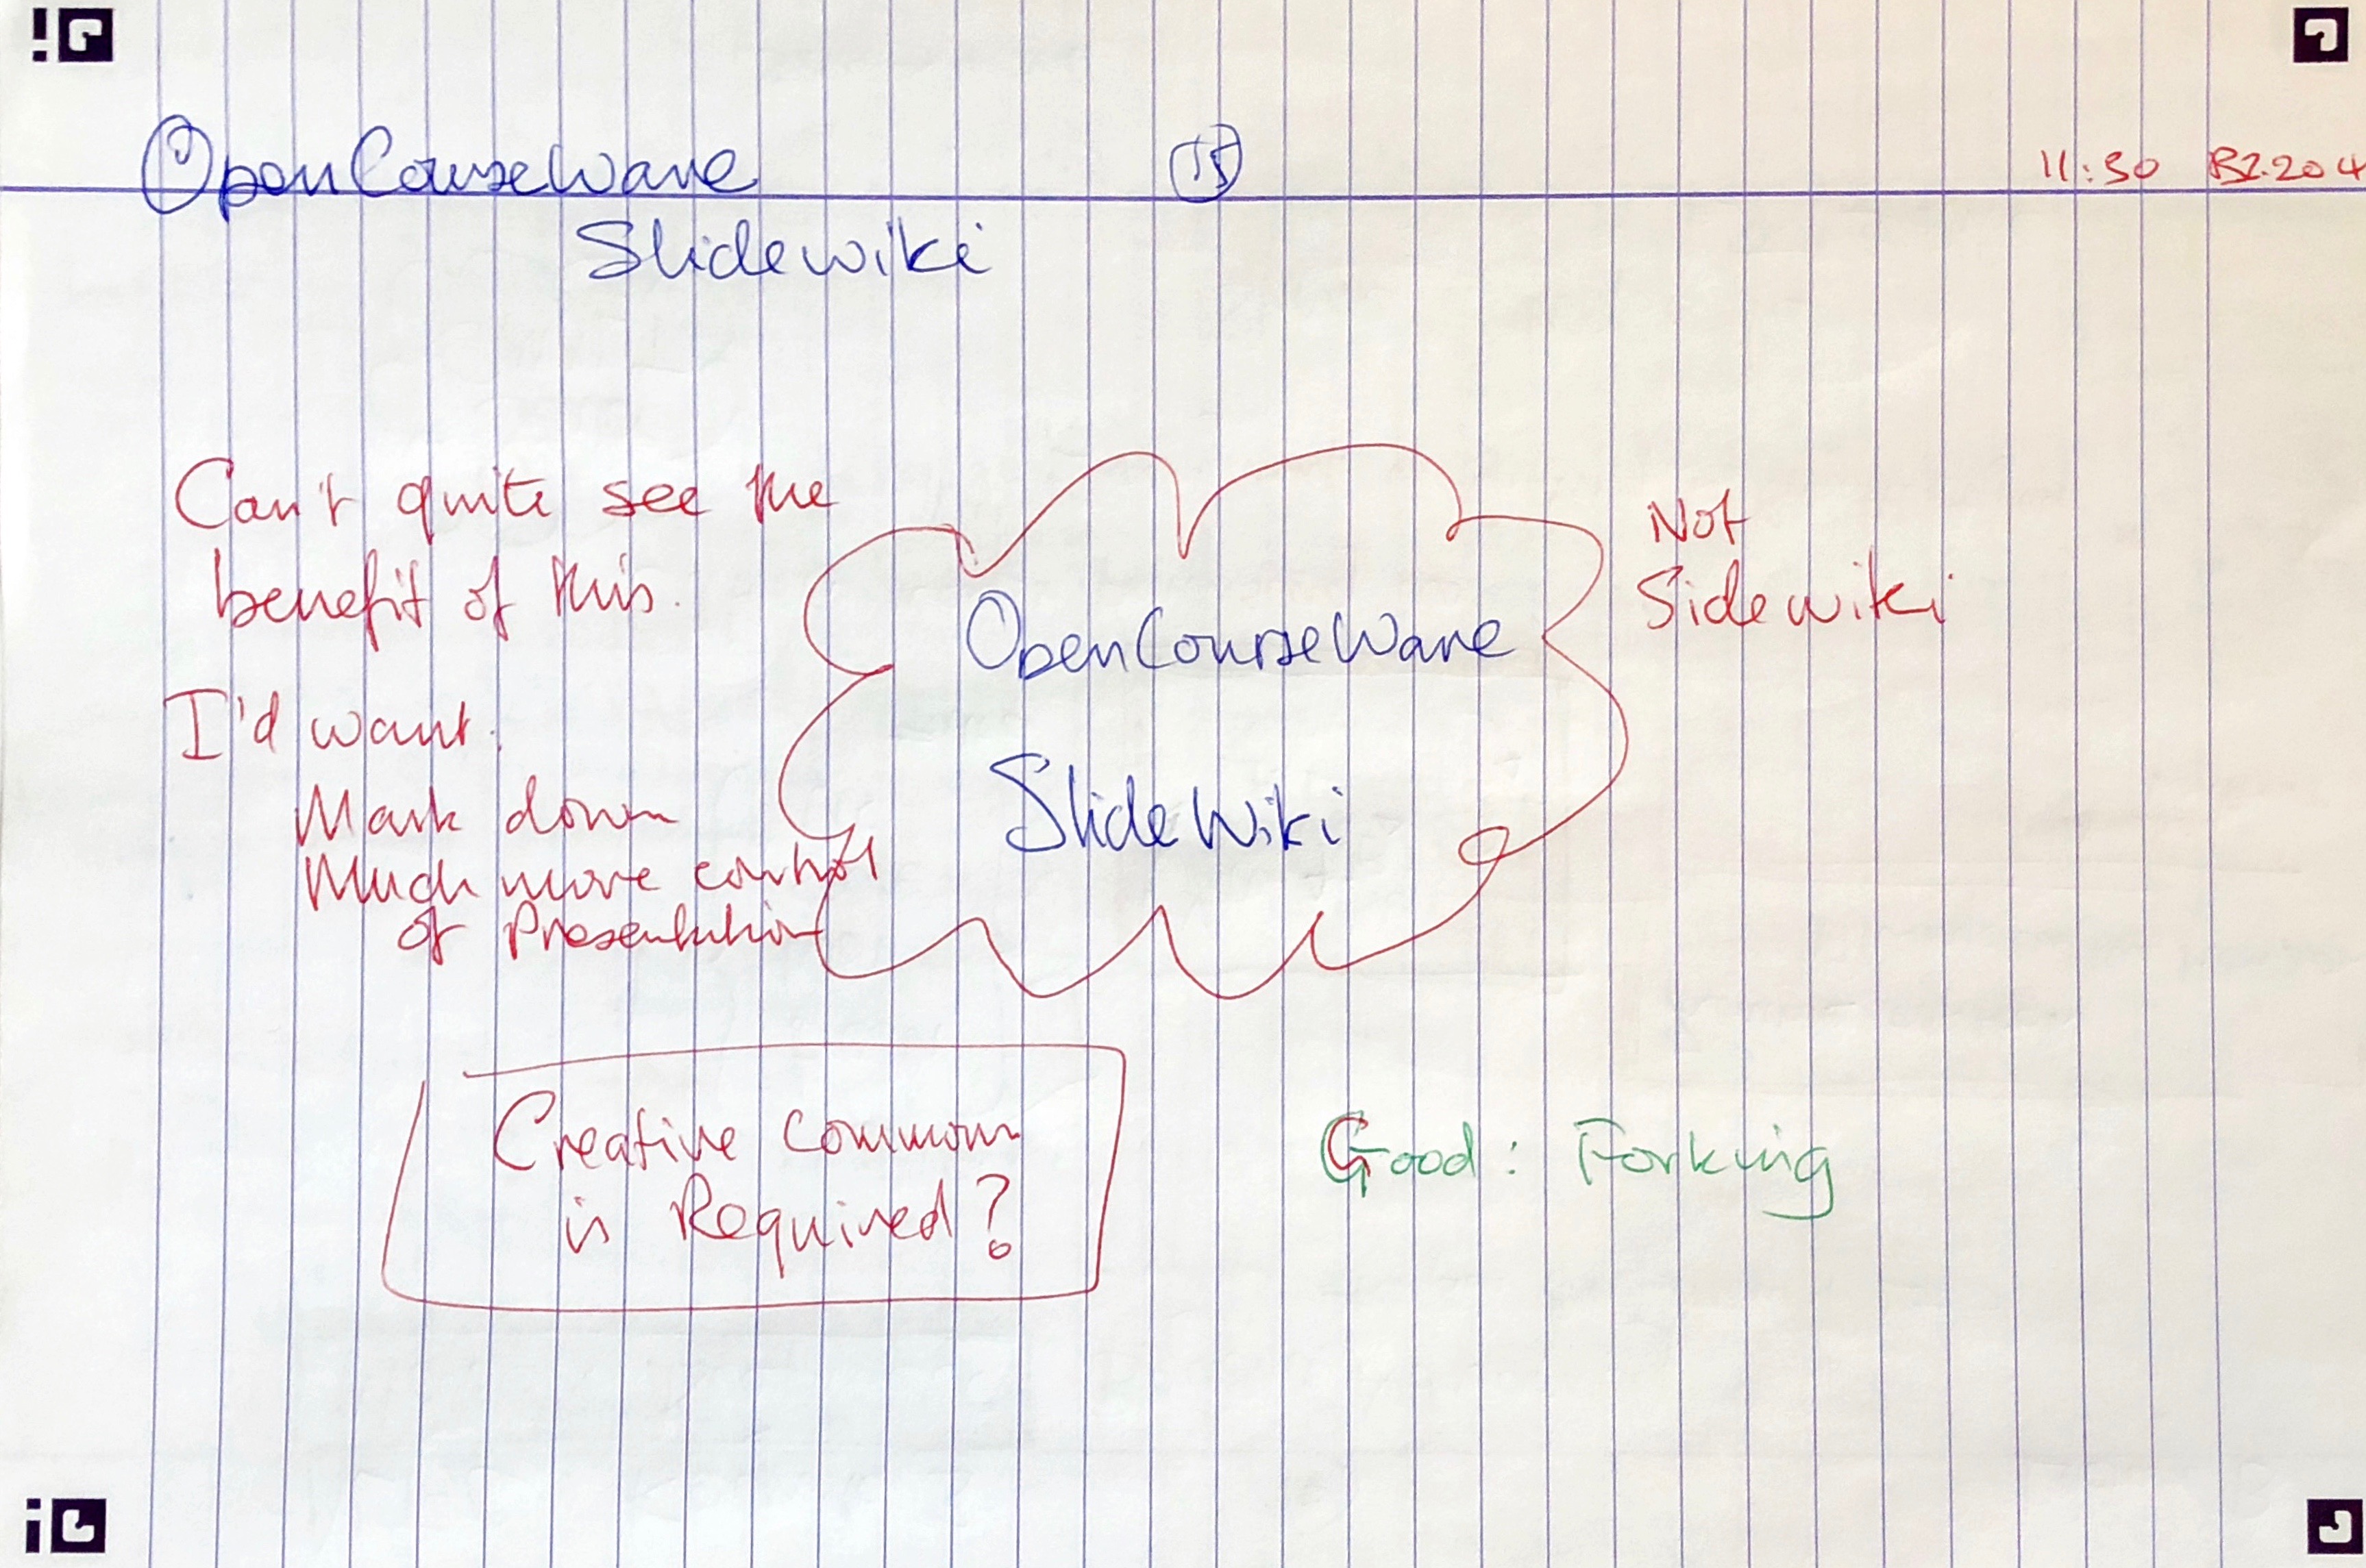 OpenCourseWare
15
11:30 B2.204
Slidewiki
Can't quite see the
benefit of this.
I'd want:
Mark down
Much more control
of Presentation
OpenCourseWare
SlideWiki
Not
Sidewiki
Creative Common
is Required?
Good: Forking